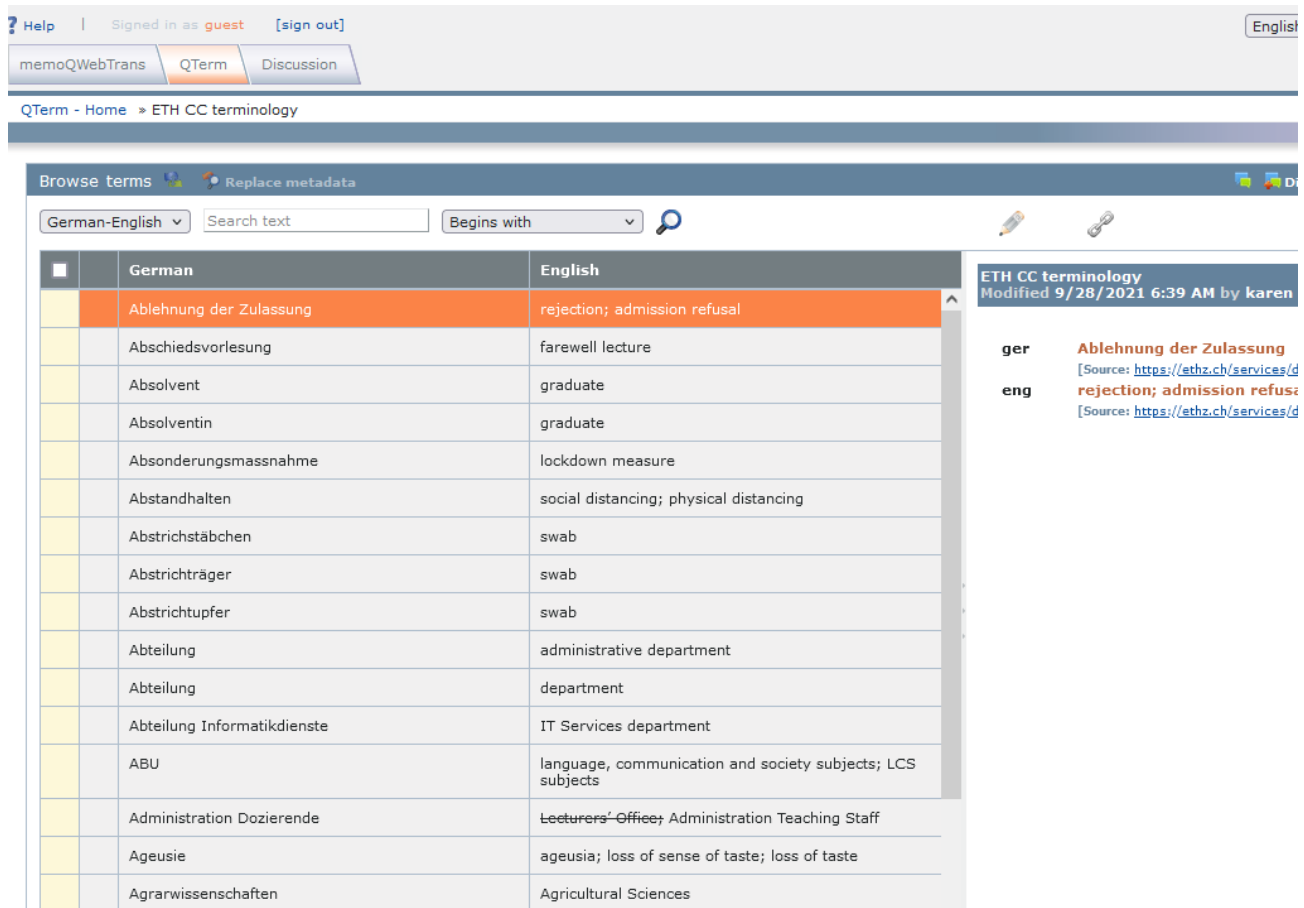 ? Help | Signed in as guest [sign out] English
memoQWebTrans QTerm Discussion
QTerm - Home » ETH CC terminology
Browse terms Replace metadata
German-English Search text Begins with
German English
Ablehnung der Zulassung rejection; admission refusal
Abschiedsvorlesung farewell lecture
Absolvent graduate
Absolventin graduate
Absonderungsmassnahme lockdown measure
Abstandhalten social distancing; physical distancing
Abstrichstäbchen swab
Abstrichträger swab
Abstrichtupfer swab
Abteilung administrative department
Abteilung department
Abteilung Informatikdienste IT Services department
ABU language, communication and society subjects; LCS
subjects
Administration Dozierende Lecturers' Office; Administration Teaching Staff
Ageusie ageusia; loss of sense of taste; loss of taste
Agrarwissenschaften Agricultural Sciences
ETH CC terminology
Modified 9/28/2021 6:39 AM by karen
ger Ablehnung der Zulassung
[Source: https://ethz.ch/services/d
eng rejection; admission refusa
[Source: https://ethz.ch/services/d